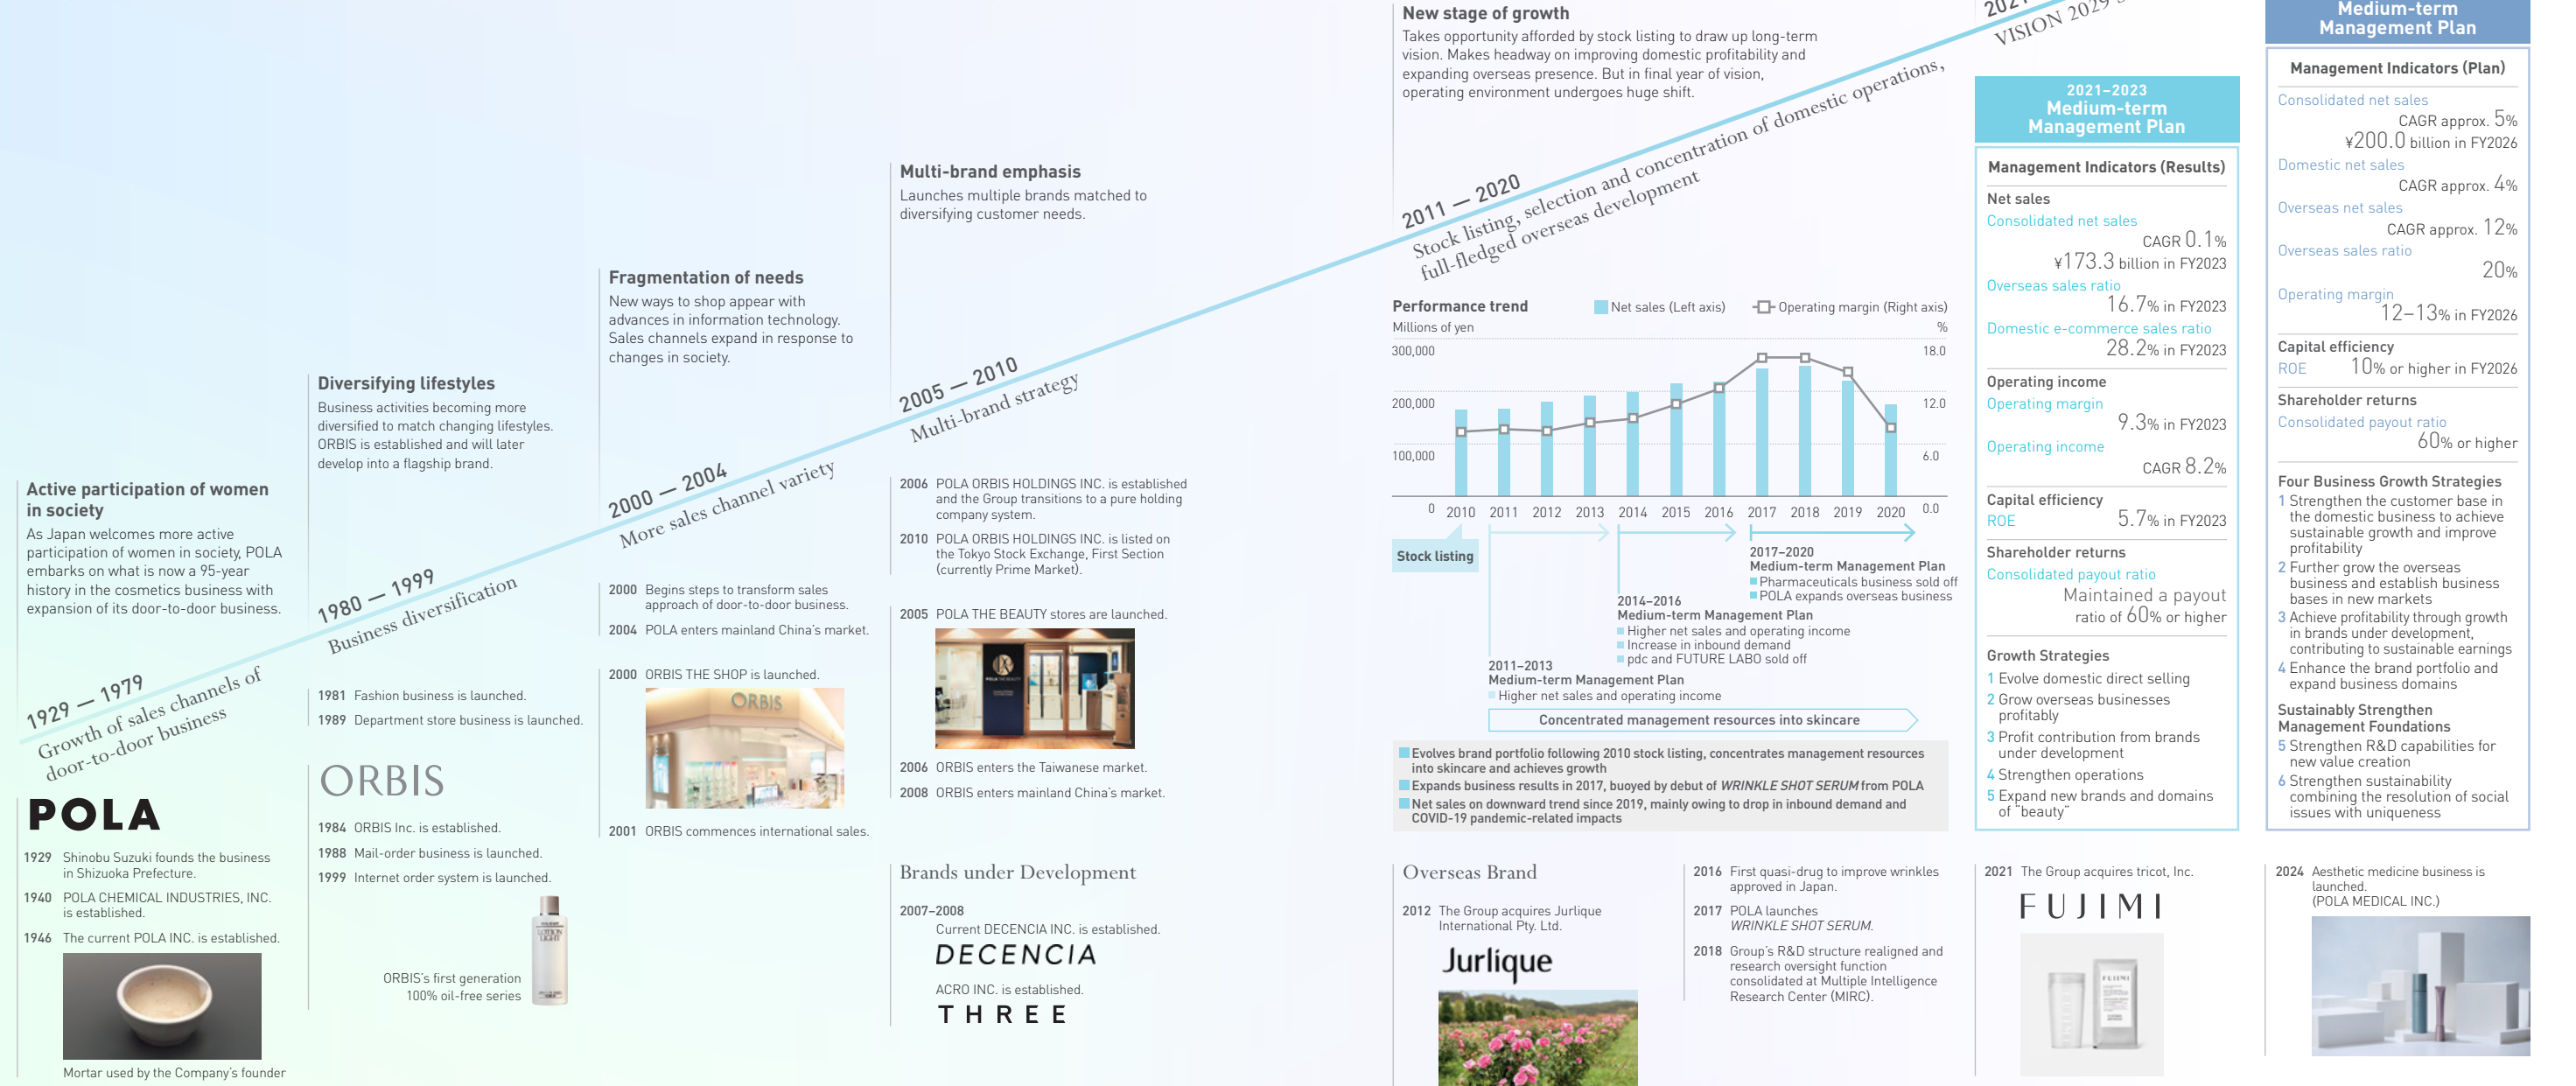 Active participation of women
in society
As Japan welcomes more active
participation of women in society, POLA
embarks on what is now a 95-year
history in the cosmetics business with
expansion of its door-to-door business.
1929 — 1979
Growth of sales channels of
door-to-door business
POLA
1929 Shinobu Suzuki founds the business
in Shizuoka Prefecture.
1940 POLA CHEMICAL INDUSTRIES, INC.
is established.
1946 The current POLA INC. is established.
Mortar used by the Company's founder
Diversifying lifestyles
Business activities becoming more
diversified to match changing lifestyles.
ORBIS is established and will later
develop into a flagship brand.
1980 — 1999
Business diversification
1981 Fashion business is launched.
1989 Department store business is launched.
ORBIS
1984 ORBIS Inc. is established.
1988 Mail-order business is launched.
1999 Internet order system is launched.
ORBIS's first generation
100% oil-free series
LOTION
LIGHT
Fragmentation of needs
New ways to shop appear with
advances in information technology.
Sales channels expand in response to
changes in society.
2000 — 2004
More sales channel variety
2000 Begins steps to transform sales
approach of door-to-door business.
2004 POLA enters mainland China's market.
2000 ORBIS THE SHOP is launched.
ORBIS
2001 ORBIS commences international sales.
Multi-brand emphasis
Launches multiple brands matched to
diversifying customer needs.
2005 — 2010
Multi-brand strategy
2006 POLA ORBIS HOLDINGS INC. is established
and the Group transitions to a pure holding
company system.
2010 POLA ORBIS HOLDINGS INC. is listed on
the Tokyo Stock Exchange, First Section
(currently Prime Market).
2005 POLA THE BEAUTY stores are launched.
POLA THE BEAUTY
2006 ORBIS enters the Taiwanese market.
2008 ORBIS enters mainland China's market.
Brands under Development
2007–2008
Current DECENCIA INC. is established.
DECENCIA
ACRO INC. is established.
THREE
New stage of growth
Takes opportunity afforded by stock listing to draw up long-term
vision. Makes headway on improving domestic profitability and
expanding overseas presence. But in final year of vision,
operating environment undergoes huge shift.
2011 — 2020
Stock listing, selection and concentration of domestic operations,
full-fledged overseas development
Performance trend
Net sales (Left axis) Operating margin (Right axis)
Millions of yen %
300,000 18.0
200,000 12.0
100,000 6.0
0 2010 2011 2012 2013 2014 2015 2016 2017 2018 2019 2020 0.0
Stock listing
2017–2020
Medium-term Management Plan
Pharmaceuticals business sold off
POLA expands overseas business
2014–2016
Medium-term Management Plan
Higher net sales and operating income
Increase in inbound demand
pdc and FUTURE LABO sold off
2011–2013
Medium-term Management Plan
Higher net sales and operating income
Concentrated management resources into skincare
Evolves brand portfolio following 2010 stock listing, concentrates management resources
into skincare and achieves growth
Expands business results in 2017, buoyed by debut of WRINKLE SHOT SERUM from POLA
Net sales on downward trend since 2019, mainly owing to drop in inbound demand and
COVID-19 pandemic-related impacts
Overseas Brand
2012 The Group acquires Jurlique
International Pty. Ltd.
Jurlique
2016 First quasi-drug to improve wrinkles
approved in Japan.
2017 POLA launches
WRINKLE SHOT SERUM.
2018 Group's R&D structure realigned and
research oversight function
consolidated at Multiple Intelligence
Research Center (MIRC).
2021
VISION 2029
2021–2023
Medium-term
Management Plan
Management Indicators (Results)
Net sales
Consolidated net sales
CAGR 0.1%
¥173.3 billion in FY2023
Overseas sales ratio
16.7% in FY2023
Domestic e-commerce sales ratio
28.2% in FY2023
Operating income
Operating margin
9.3% in FY2023
Operating income
CAGR 8.2%
Capital efficiency
ROE 5.7% in FY2023
Shareholder returns
Consolidated payout ratio
Maintained a payout
ratio of 60% or higher
Growth Strategies
1 Evolve domestic direct selling
2 Grow overseas businesses
profitably
3 Profit contribution from brands
under development
4 Strengthen operations
5 Expand new brands and domains
of "beauty"
2021 The Group acquires tricot, Inc.
FUJIMI
FUJIMI
Medium-term
Management Plan
Management Indicators (Plan)
Consolidated net sales
CAGR approx. 5%
¥200.0 billion in FY2026
Domestic net sales
CAGR approx. 4%
Overseas net sales
CAGR approx. 12%
Overseas sales ratio
20%
Operating margin
12–13% in FY2026
Capital efficiency
ROE 10% or higher in FY2026
Shareholder returns
Consolidated payout ratio
60% or higher
Four Business Growth Strategies
1 Strengthen the customer base in
the domestic business to achieve
sustainable growth and improve
profitability
2 Further grow the overseas
business and establish business
bases in new markets
3 Achieve profitability through growth
in brands under development,
contributing to sustainable earnings
4 Enhance the brand portfolio and
expand business domains
Sustainably Strengthen
Management Foundations
5 Strengthen R&D capabilities for
new value creation
6 Strengthen sustainability
combining the resolution of social
issues with uniqueness
2024 Aesthetic medicine business is
launched.
(POLA MEDICAL INC.)